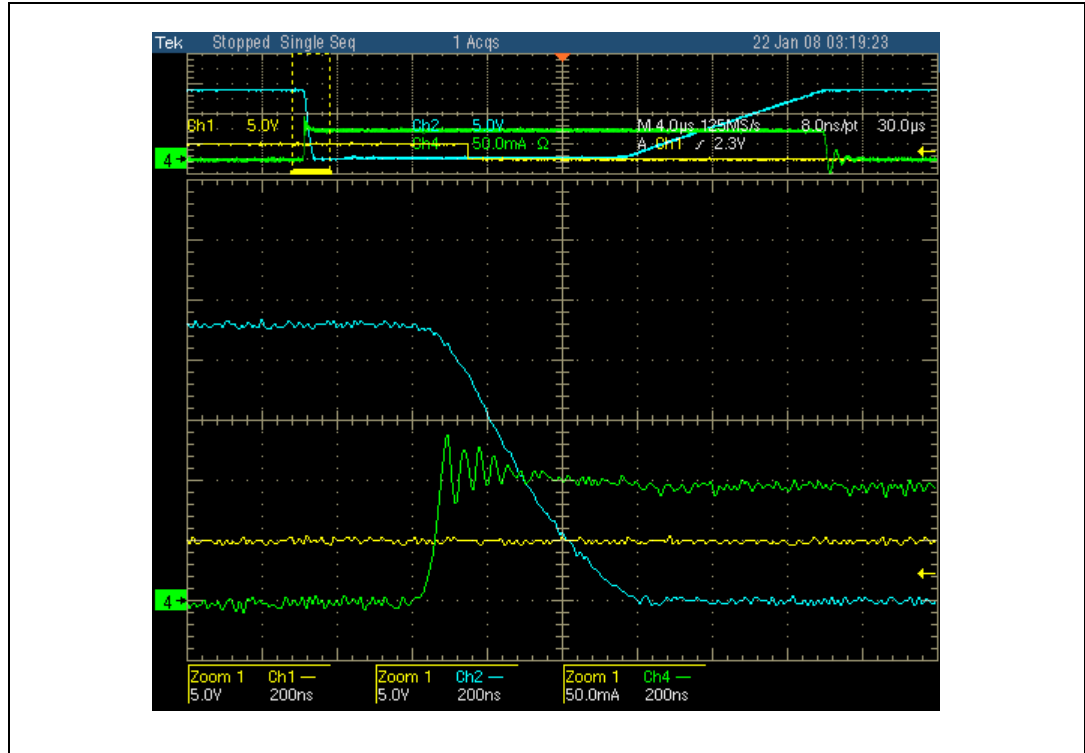 Tek Stopped Single Seq 1 Acqs 22 Jan 08 03:19:23
Ch1 5.0V Ch2 5.0V M 4.0µs 125MS/s 8.0ns/pt 30.0µs
Ch4 50.0mA Ω A Ch1 ∕ 2.3V
4
4
Zoom 1 Ch1 Zoom 1 Ch2 Zoom 1 Ch4
5.0V 200ns 5.0V 200ns 50.0mA 200ns